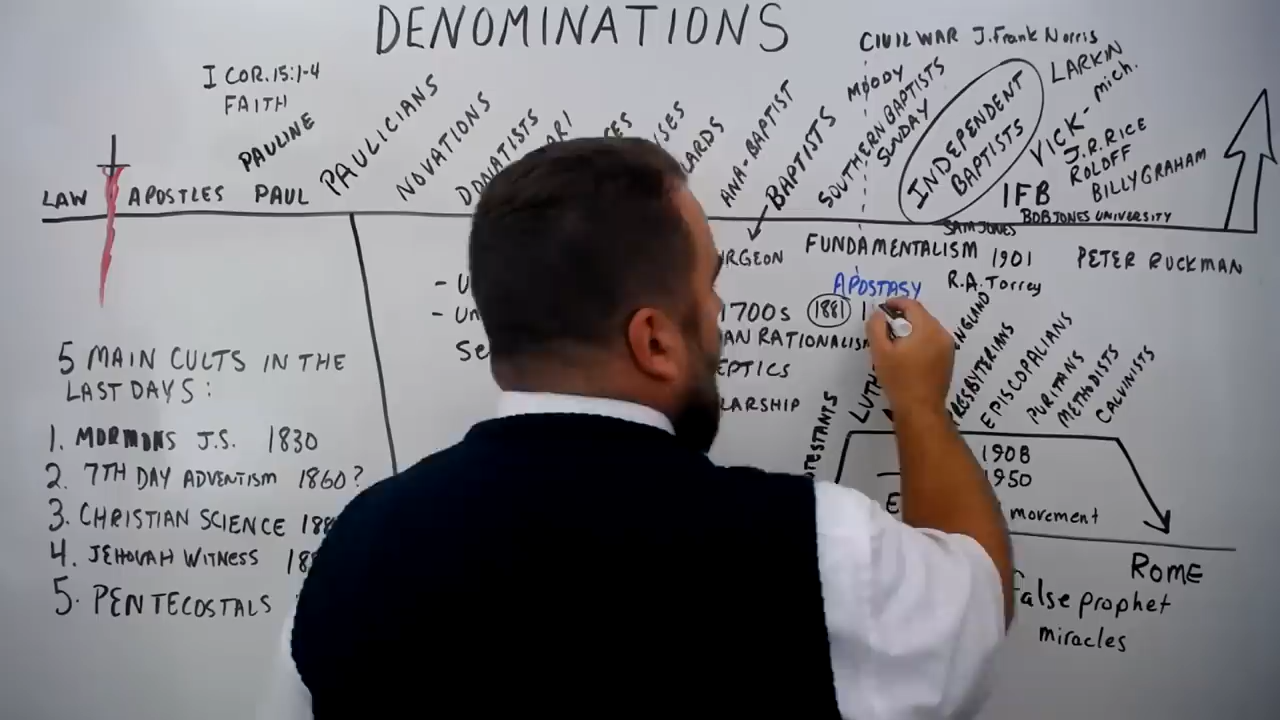 DENOMINATIONS
I COR. 15:1-4
FAITH
PAULINE
LAW
APOSTLES
PAUL
PAULICIANS
NOVATIONS
DONATISTS
ANA-BAPTIST
BAPTISTS
CIVIL WAR J. Frank Norris
MOODY
SOUTHERN BAPTISTS
SUNDAY
INDEPENDENT
BAPTISTS
LARKIN
VICK - mich.
J.R. RICE
ROLOFF
BILLY GRAHAM
IFB
BOB JONES UNIVERSITY
SAM JONES
FUNDAMENTALISM 1901
PETER RUCKMAN
R.A. Torrey
APOSTASY
1700s
1881
RATIONALISM
EPISCOPALIANS
PURITANS
METHODISTS
CALVINISTS
1908
1950
movement
ROME
false prophet
miracles
5 MAIN CULTS IN THE
LAST DAYS:
1. MORMONS J.S. 1830
2. 7TH DAY ADVENTISM 1860?
3. CHRISTIAN SCIENCE
4. JEHOVAH WITNESS
5. PENTECOSTALS